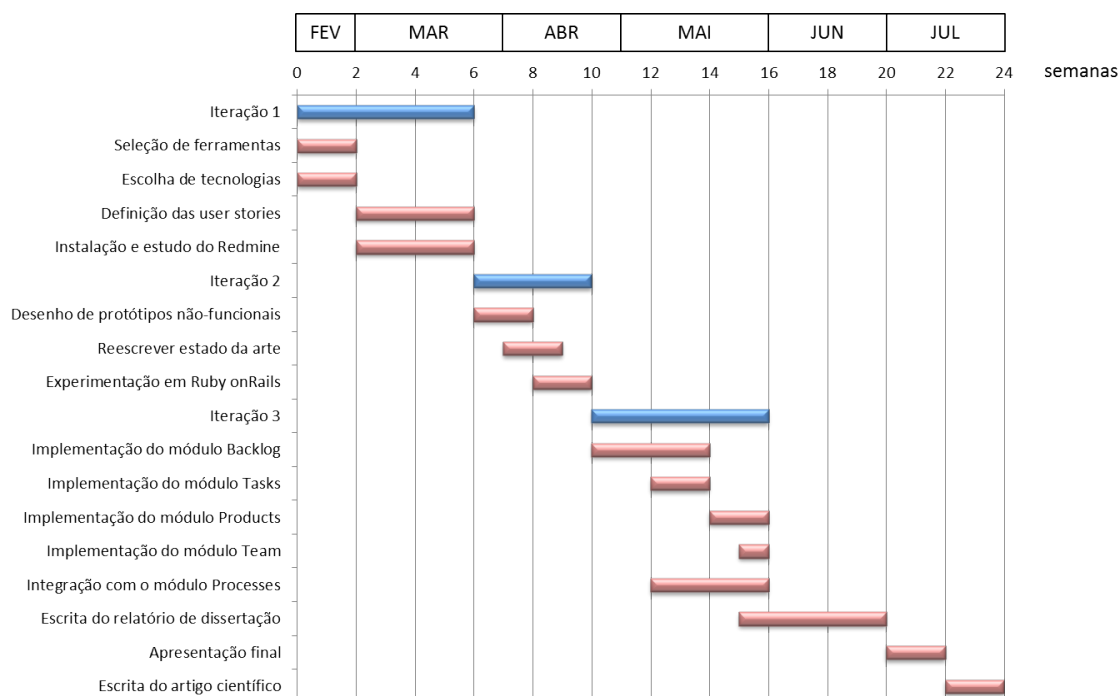 FEV MAR ABR MAI JUN JUL
0 2 4 6 8 10 12 14 16 18 20 22 24 semanas
Iteração 1
Seleção de ferramentas
Escolha de tecnologias
Definição das user stories
Instalação e estudo do Redmine
Iteração 2
Desenho de protótipos não-funcionais
Reescrever estado da arte
Experimentação em Ruby onRails
Iteração 3
Implementação do módulo Backlog
Implementação do módulo Tasks
Implementação do módulo Products
Implementação do módulo Team
Integração com o módulo Processes
Escrita do relatório de dissertação
Apresentação final
Escrita do artigo científico